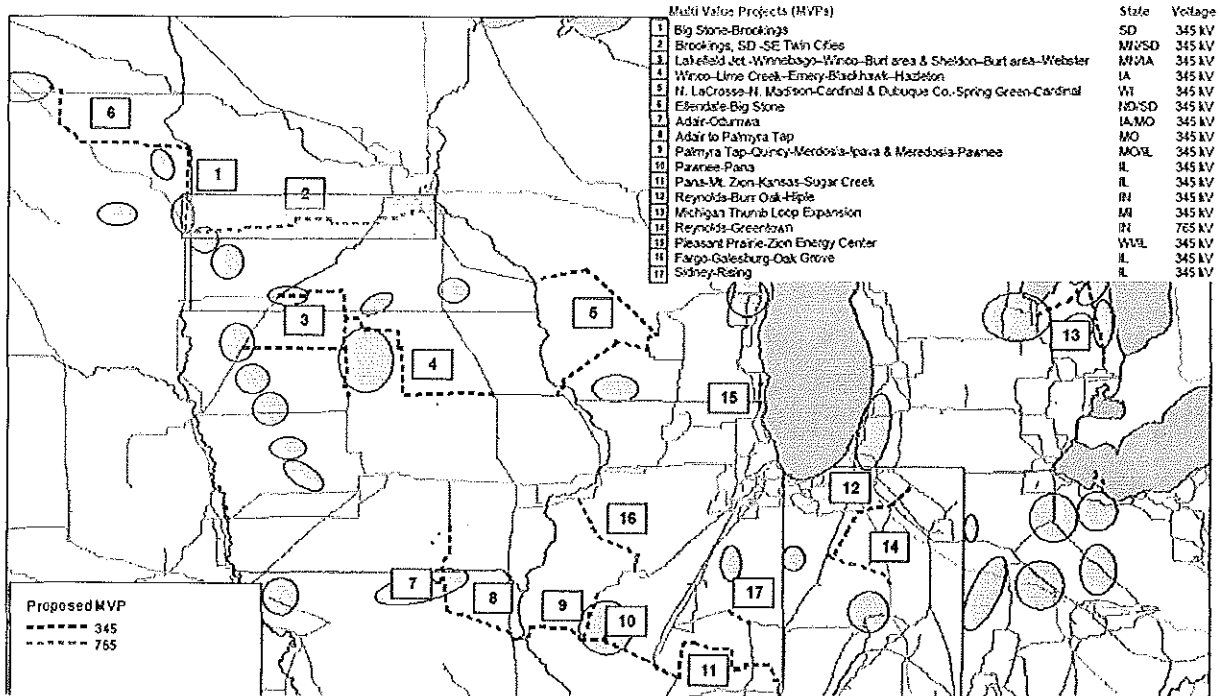 Multi Value Projects (MVPs) State Voltage
1 Big Stone-Brookings SD 345 kV
2 Brookings, SD -SE Twin Cities MN/SD 345 kV
3 Lakefield Jct.-Winnebago-Winco-Burt area & Sheldon-Burt area-Webster MN/IA 345 kV
4 Winco-Lime Creek-Emery-Blackhawk-Hazleton IA 345 kV
5 N. LaCrosse-N. Madison-Cardinal & Dubuque Co.-Spring Green-Cardinal WI 345 kV
6 Ellendale-Big Stone ND/SD 345 kV
7 Adair-Ottumwa IA/MO 345 kV
8 Adair to Palmyra Tap MO 345 kV
9 Palmyra Tap-Quincy-Merdosia-Ipava & Meredosia-Pawnee MO/IL 345 kV
10 Pawnee-Pana IL 345 kV
11 Pana-Mt. Zion-Kansas-Sugar Creek IL 345 kV
12 Reynolds-Burr Oak-Hiple IN 345 kV
13 Michigan Thumb Loop Expansion MI 345 kV
14 Reynolds-Greentown IN 765 kV
15 Pleasant Prairie-Zion Energy Center WI/IL 345 kV
16 Fargo-Galesburg-Oak Grove IL 345 kV
17 Sidney-Rising IL 345 kV
6
1
2
3
4
5
13
15
12
16
14
7
8
9
10
17
11
Proposed MVP
345
765